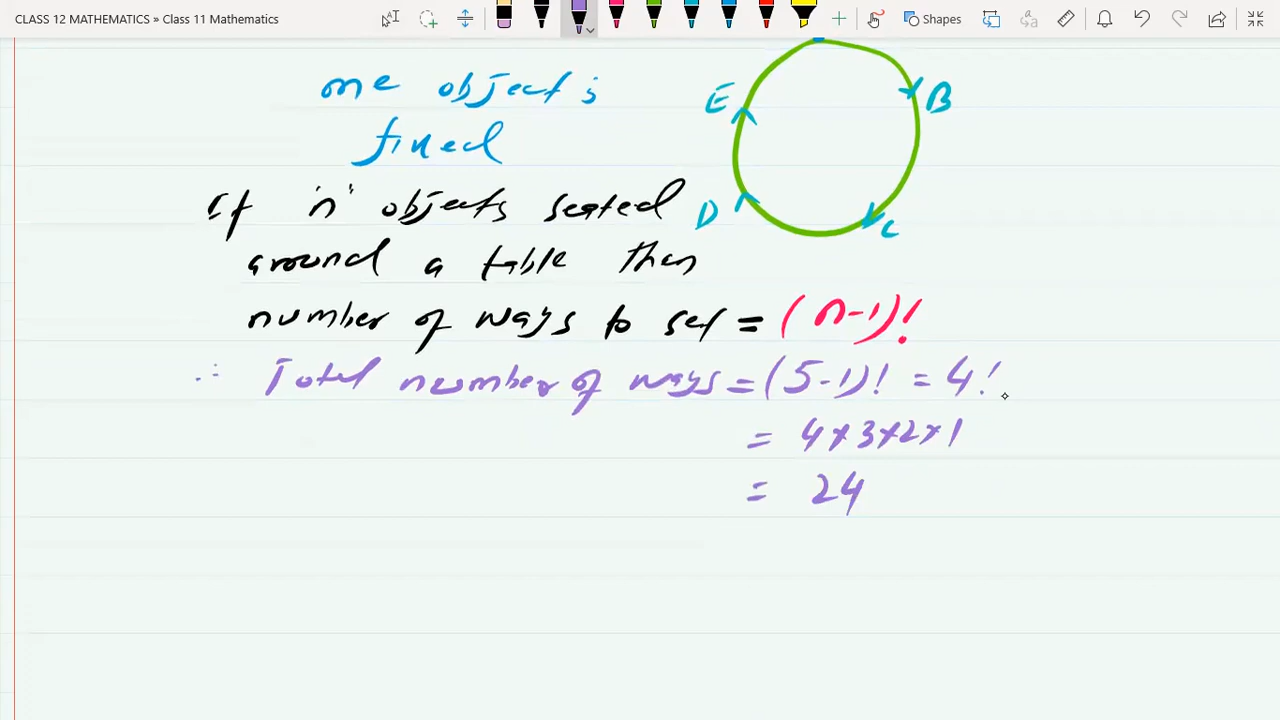 CLASS 12 MATHEMATICS » Class 11 Mathematics
Shapes
one object is
fixed
E
B
D
C
If 'n' objects seated
around a table then
number of ways to set = (n-1)!
∴ Total number of ways = (5-1)! = 4!
= 4×3×2×1
= 24